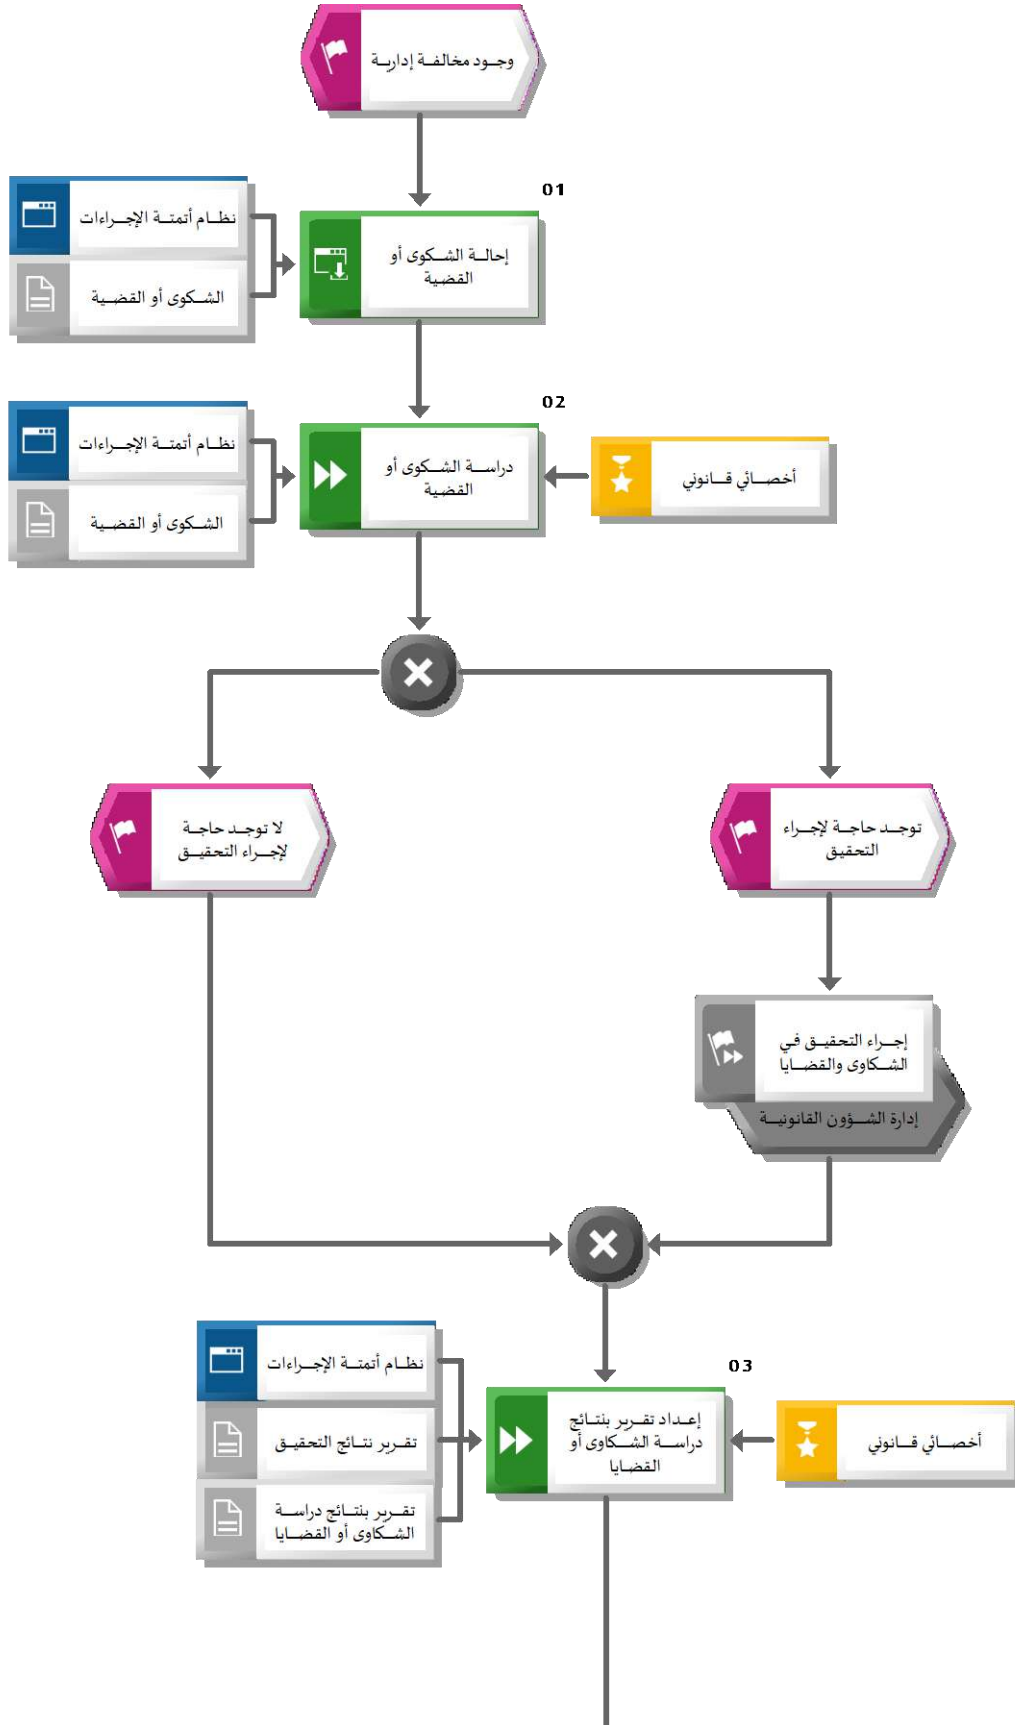 وجود مخالفة إدارية
01
نظام أتمتة الإجراءات
إحالة الشكوى أو
القضية
الشكوى أو القضية
02
نظام أتمتة الإجراءات
دراسة الشكوى أو
القضية
أخصائي قانوني
الشكوى أو القضية
توجد حاجة لإجراء
التحقيق
لا توجد حاجة
لإجراء التحقيق
إجراء التحقيق في
الشكاوى والقضايا
إدارة الشؤون القانونية
03
نظام أتمتة الإجراءات
تقرير نتائج التحقيق
تقرير بنتائج دراسة
الشكاوى أو القضايا
إعداد تقرير بنتائج
دراسة الشكاوى أو
القضايا
أخصائي قانوني